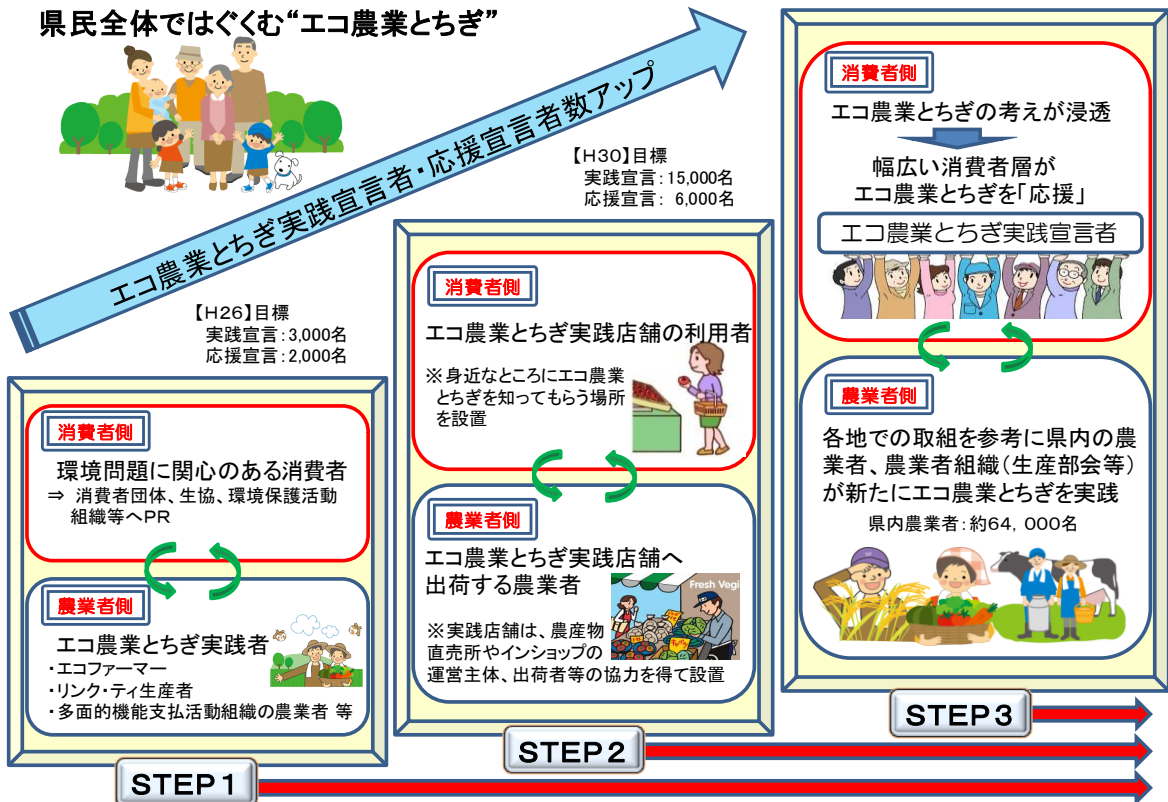 県民全体ではぐくむ“エコ農業とちぎ”
エコ農業とちぎ実践宣言者・応援宣言者数アップ
【H26】目標
実践宣言:3,000名
応援宣言:2,000名
【H30】目標
実践宣言:15,000名
応援宣言: 6,000名
消費者側
環境問題に関心のある消費者
⇒ 消費者団体、生協、環境保護活動
組織等へPR
農業者側
エコ農業とちぎ実践者
・エコファーマー
・リンク・ティ生産者
・多面的機能支払活動組織の農業者 等
STEP1
消費者側
エコ農業とちぎ実践店舗の利用者
※身近なところにエコ農業
とちぎを知ってもらう場所
を設置
農業者側
エコ農業とちぎ実践店舗へ
出荷する農業者
Fresh Vegi
※実践店舗は、農産物
直売所やインショップの
運営主体、出荷者等の協力を得て設置
STEP2
消費者側
エコ農業とちぎの考えが浸透
幅広い消費者層が
エコ農業とちぎを「応援」
エコ農業とちぎ実践宣言者
農業者側
各地での取組を参考に県内の農
業者、農業者組織(生産部会等)
が新たにエコ農業とちぎを実践
県内農業者:約64,000名
STEP3